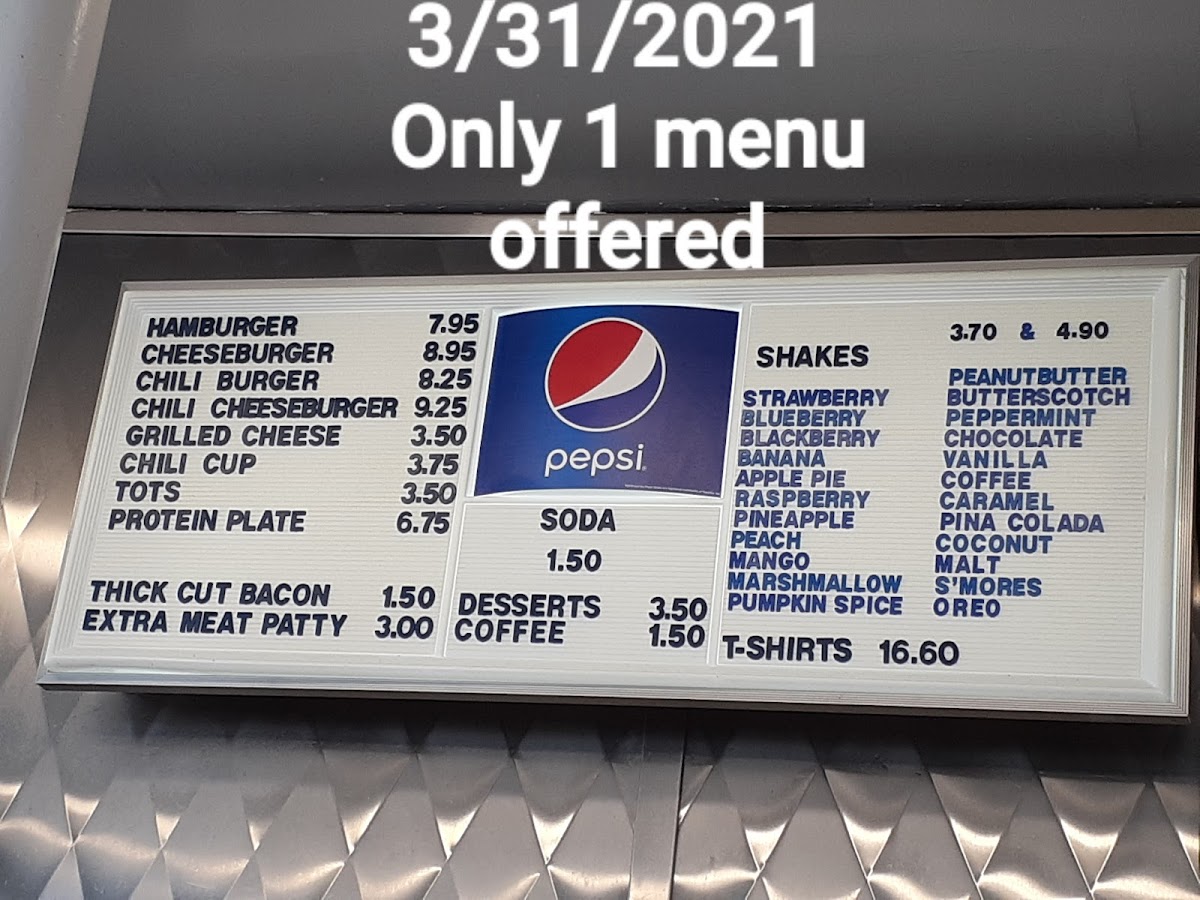 3/31/2021
Only 1 menu
offered
HAMBURGER 7.95
CHEESEBURGER 8.95
CHILI BURGER 8.25
CHILI CHEESEBURGER 9.25
GRILLED CHEESE 3.50
CHILI CUP 3.75
TOTS 3.50
PROTEIN PLATE 6.75
THICK CUT BACON 1.50
EXTRA MEAT PATTY 3.00
pepsi
SODA
1.50
DESSERTS 3.50
COFFEE 1.50
3.70 & 4.90
SHAKES
STRAWBERRY
BLUEBERRY
BLACKBERRY
BANANA
APPLE PIE
RASPBERRY
PINEAPPLE
PEACH
MANGO
MARSHMALLOW
PUMPKIN SPICE
PEANUTBUTTER
BUTTERSCOTCH
PEPPERMINT
CHOCOLATE
VANILLA
COFFEE
CARAMEL
PINA COLADA
COCONUT
MALT
S'MORES
OREO
T-SHIRTS 16.60